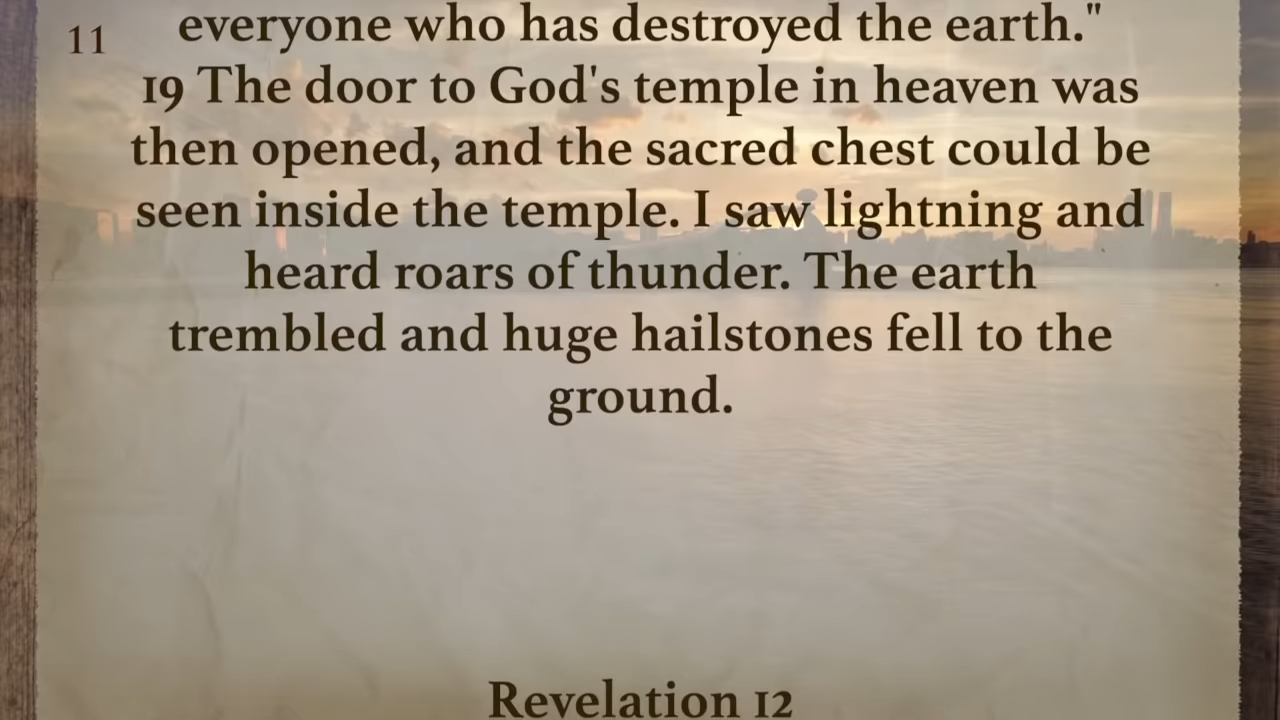 everyone who has destroyed the earth."
11
19 The door to God's temple in heaven was
then opened, and the sacred chest could be
seen inside the temple. I saw lightning and
heard roars of thunder. The earth
trembled and huge hailstones fell to the
ground.
Revelation 12